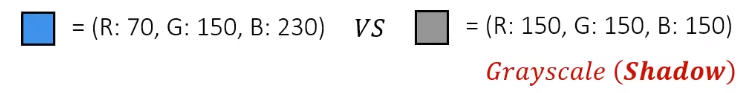 = (R: 70, G: 150, B: 230) VS = (R: 150, G: 150, B: 150)
Grayscale (Shadow)